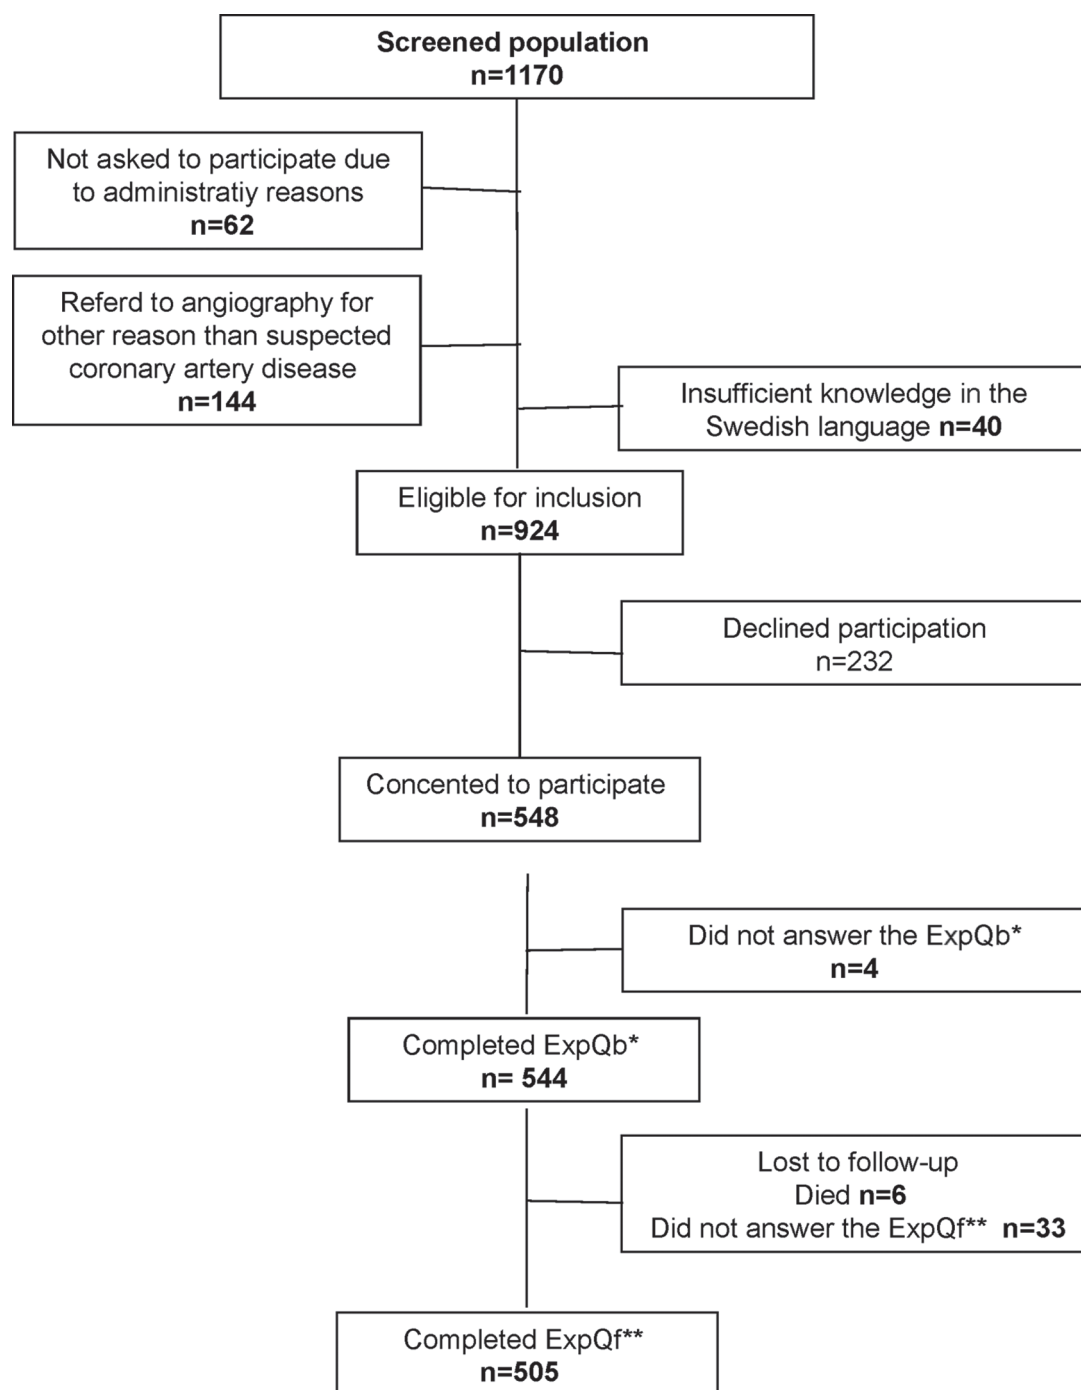 Screened population
n=1170
Not asked to participate due
to administratiy reasons
n=62
Referd to angiography for
other reason than suspected
coronary artery disease
n=144
Insufficient knowledge in the
Swedish language n=40
Eligible for inclusion
n=924
Declined participation
n=232
Concented to participate
n=548
Did not answer the ExpQb*
n=4
Completed ExpQb*
n= 544
Lost to follow-up
Died n=6
Did not answer the ExpQf** n=33
Completed ExpQf**
n=505